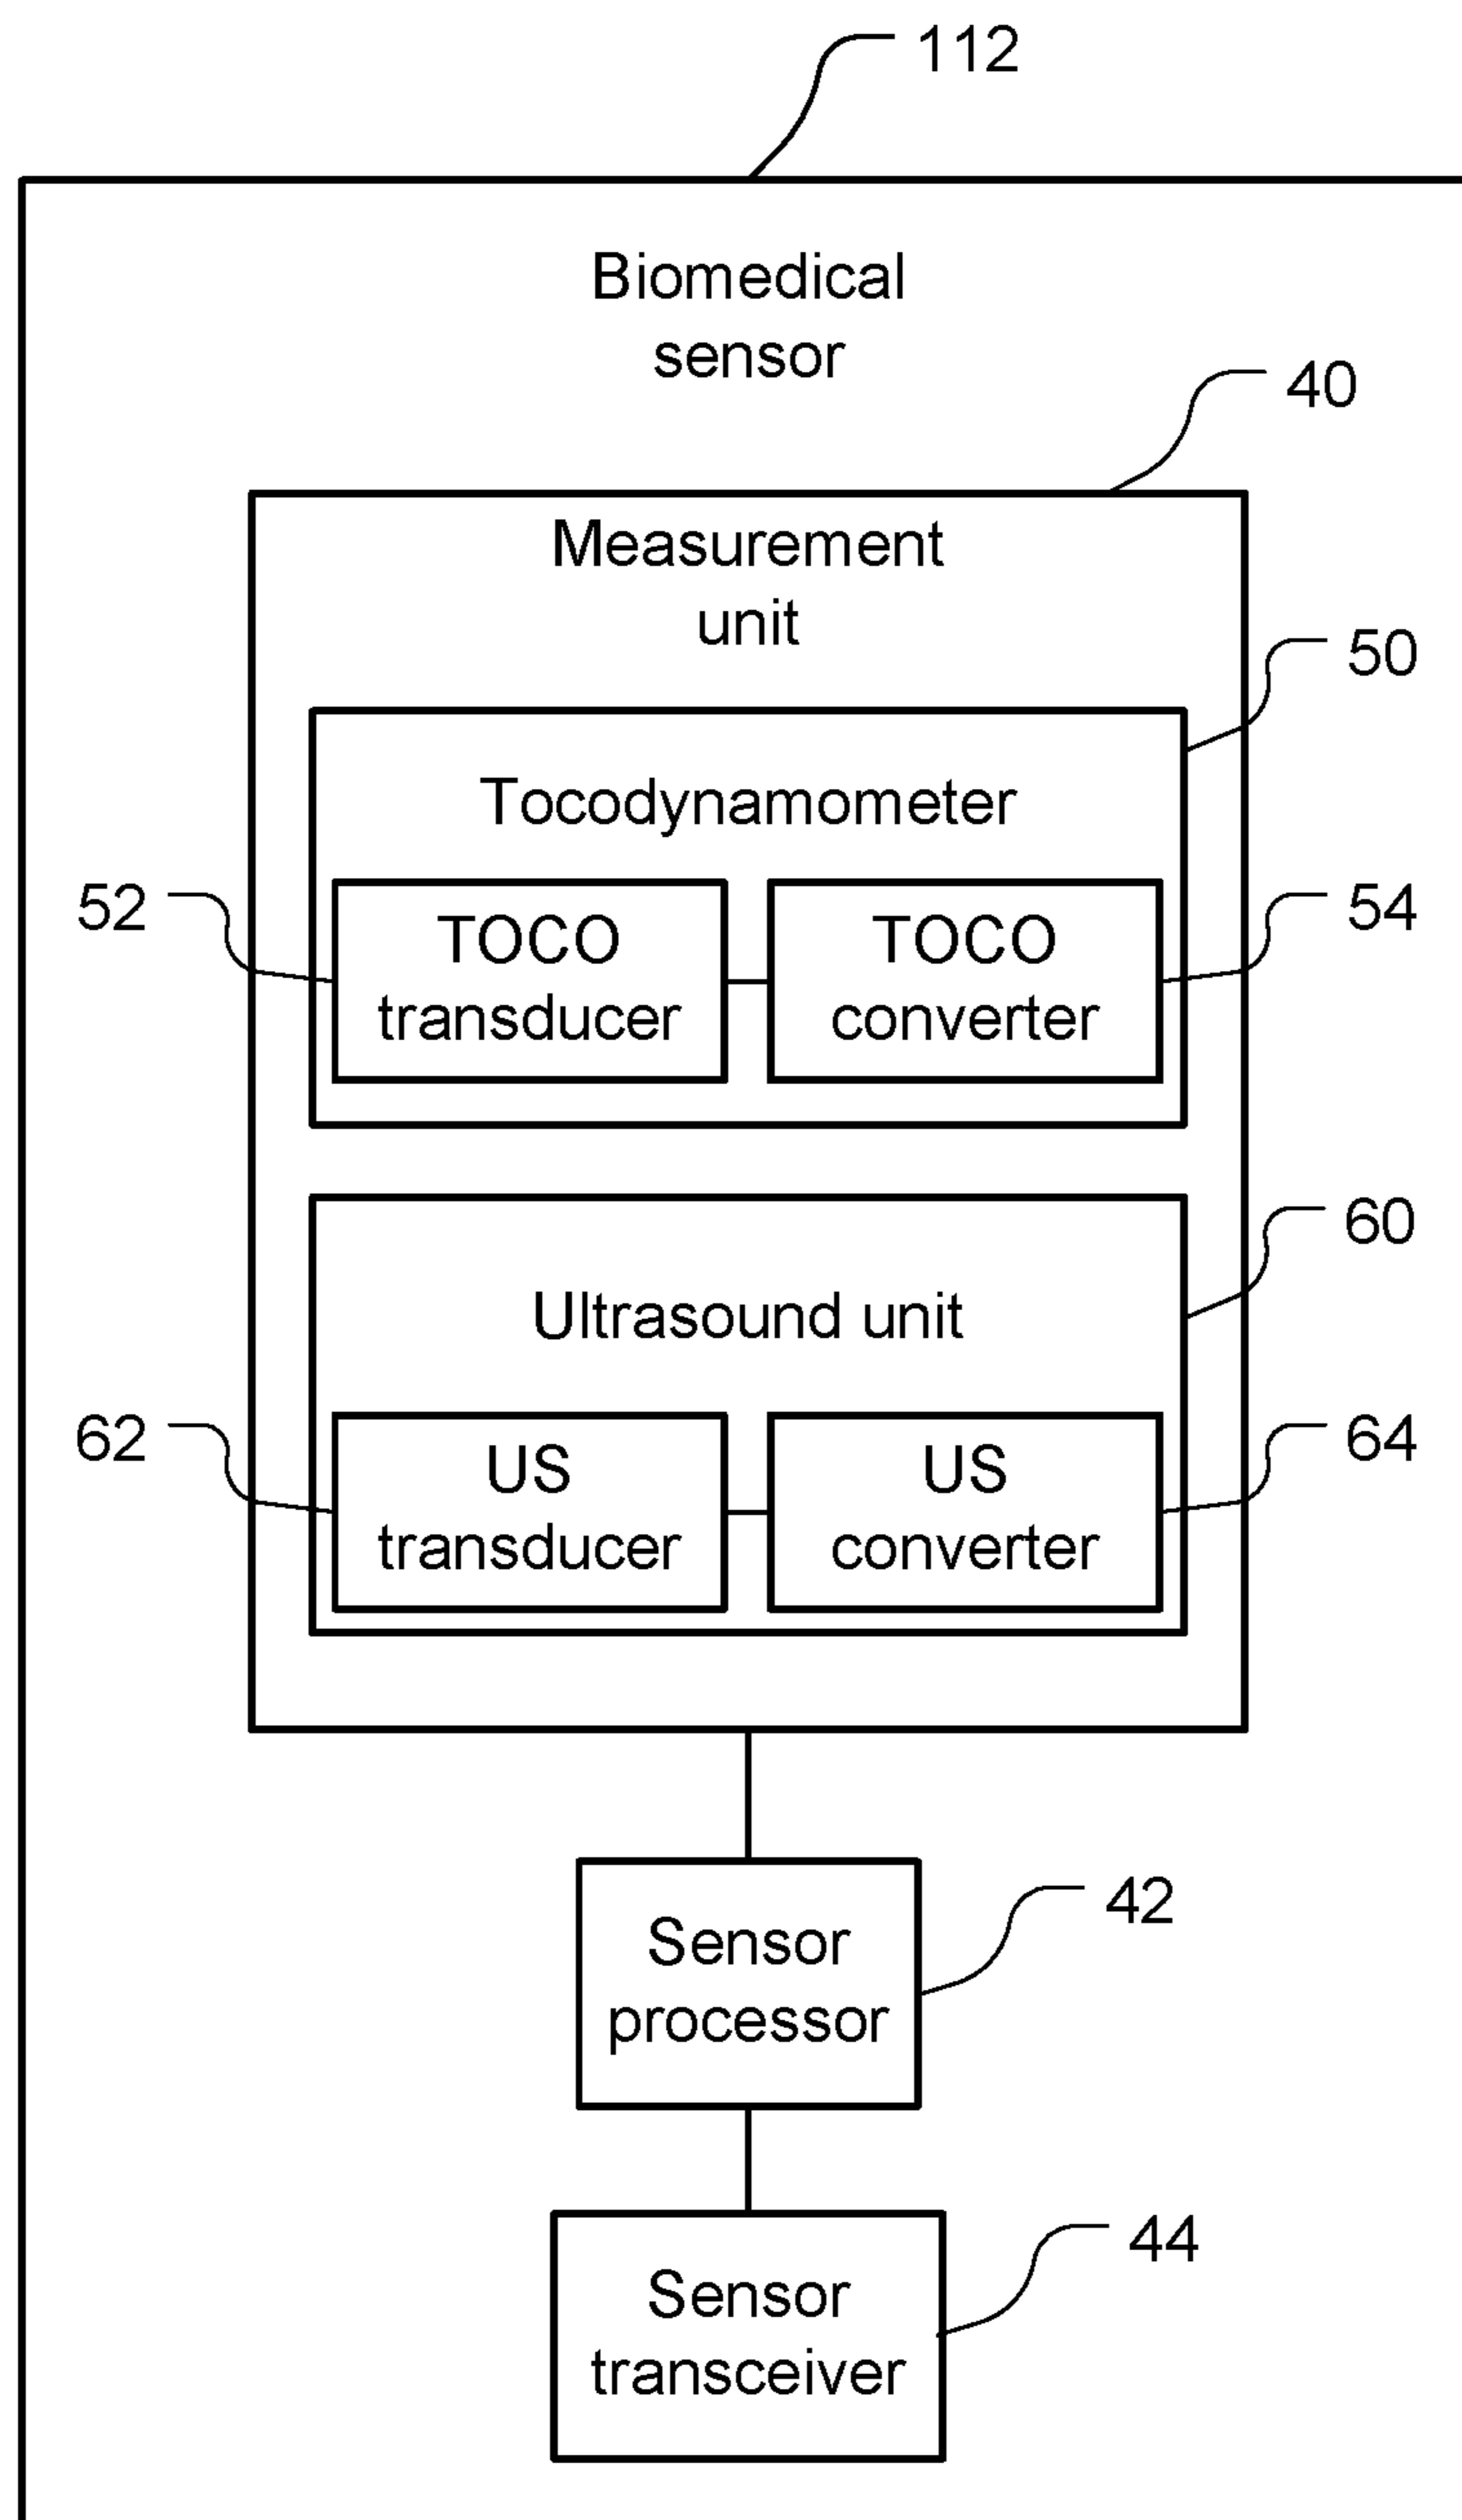 112
Biomedical
sensor
40
Measurement
unit
50
Tocodynamometer
52
TOCO
transducer
TOCO
converter
54
60
Ultrasound unit
62
US
transducer
US
converter
64
Sensor
processor
42
Sensor
transceiver
44